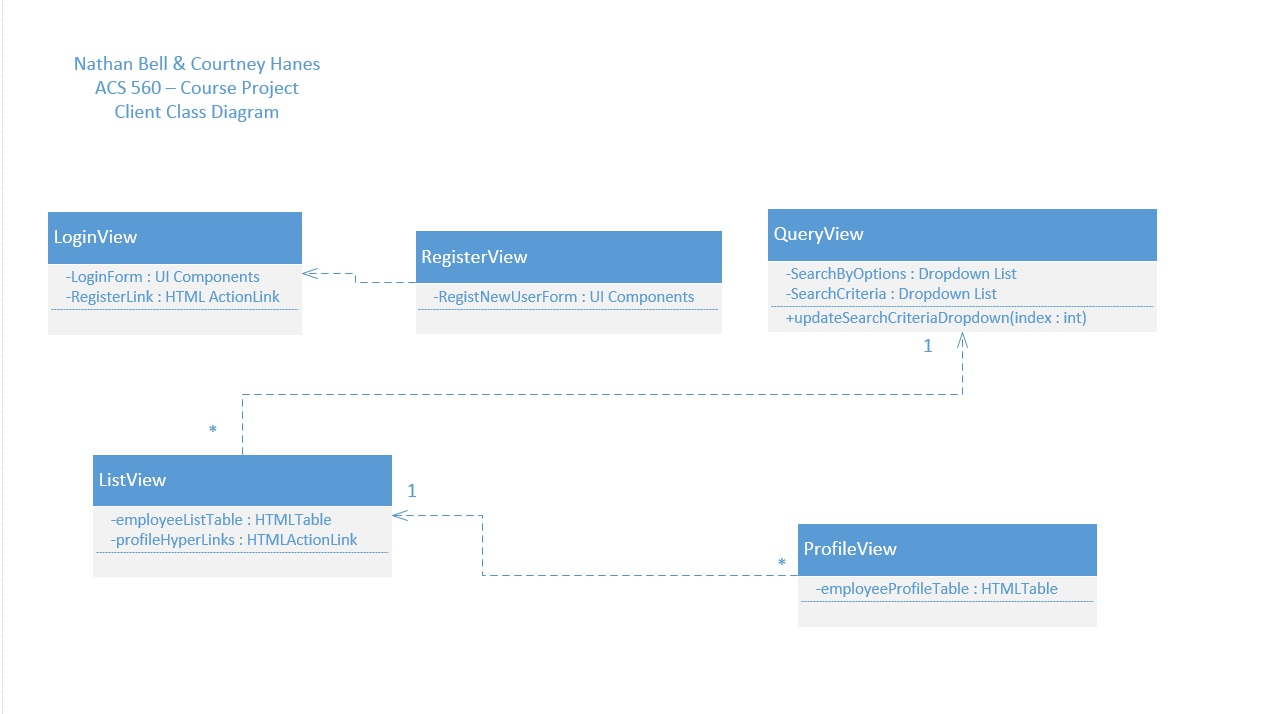 Nathan Bell & Courtney Hanes
ACS 560 – Course Project
Client Class Diagram
LoginView
-LoginForm : UI Components
-RegisterLink : HTML ActionLink
RegisterView
-RegistNewUserForm : UI Components
QueryView
-SearchByOptions : Dropdown List
-SearchCriteria : Dropdown List
+updateSearchCriteriaDropdown(index : int)
1
*
ListView
-employeeListTable : HTMLTable
-profileHyperLinks : HTMLActionLink
1
*
ProfileView
-employeeProfileTable : HTMLTable